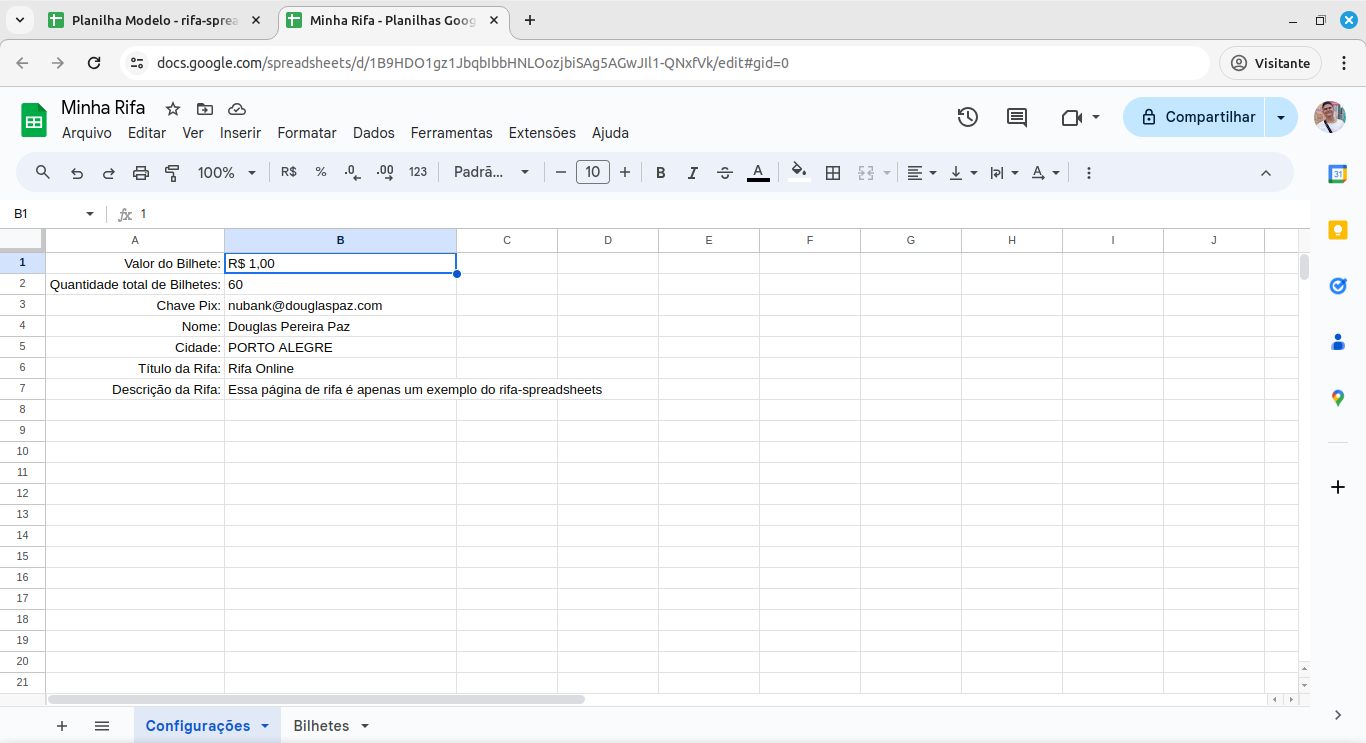 Planilha Modelo - rifa-sprea
Minha Rifa - Planilhas Goog
docs.google.com/spreadsheets/d/1B9HDO1gz1JbqbIbbHNLOozjbiSAg5AGwJIl1-QNxfVk/edit#gid=0
Visitante
Minha Rifa
Arquivo Editar Ver Inserir Formatar Dados Ferramentas Extensões Ajuda
Compartilhar
100% R$ % .0 .00 123 Padrã... 10 B I A
31
B1 fx 1
A B C D E F G H I J
1 Valor do Bilhete: R$ 1,00
2 Quantidade total de Bilhetes: 60
3 Chave Pix: nubank@douglaspaz.com
4 Nome: Douglas Pereira Paz
5 Cidade: PORTO ALEGRE
6 Título da Rifa: Rifa Online
7 Descrição da Rifa: Essa página de rifa é apenas um exemplo do rifa-spreadsheets
8
9
10
11
12
13
14
15
16
17
18
19
20
21
Configurações Bilhetes